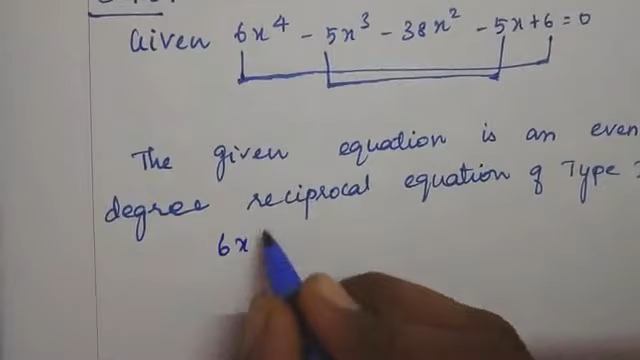 Given 6x⁴ - 5x³ - 38x² - 5x + 6 = 0
The given equation is an even
degree reciprocal equation of Type
6x